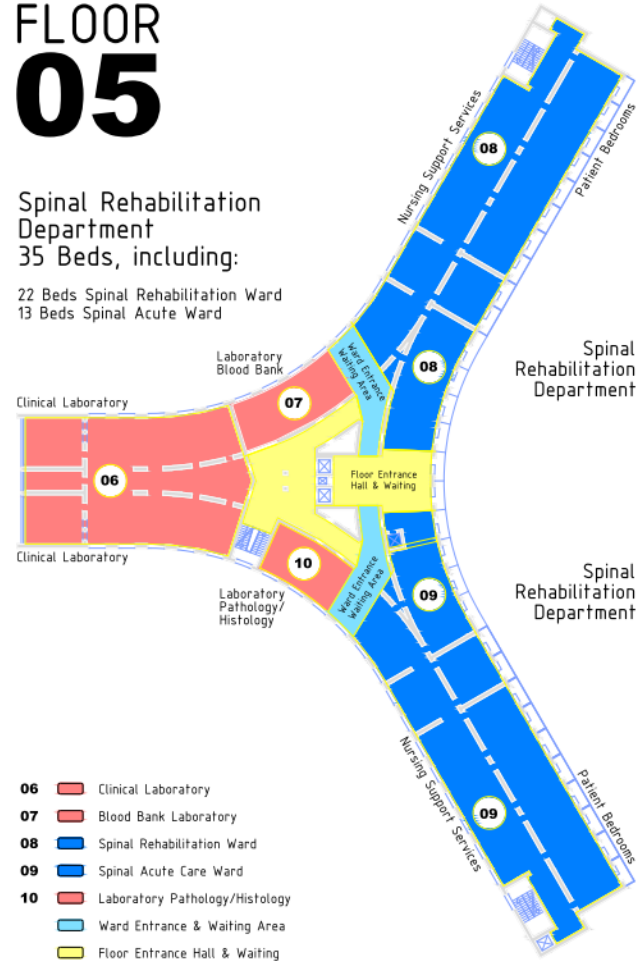 FLOOR
05
Spinal Rehabilitation
Department
35 Beds, including:
22 Beds Spinal Rehabilitation Ward
13 Beds Spinal Acute Ward
Nursing Support Services
08
Patient Bedrooms
Spinal
Rehabilitation
Department
Ward Entrance
Waiting Area
08
Laboratory
Blood Bank
07
Clinical Laboratory
06
Floor Entrance
Hall & Waiting
Clinical Laboratory
10
Laboratory
Pathology/
Histology
Ward Entrance
Waiting Area
09
Spinal
Rehabilitation
Department
Nursing Support Services
09
Patient Bedrooms
06 Clinical Laboratory
07 Blood Bank Laboratory
08 Spinal Rehabilitation Ward
09 Spinal Acute Care Ward
10 Laboratory Pathology/Histology
Ward Entrance & Waiting Area
Floor Entrance Hall & Waiting